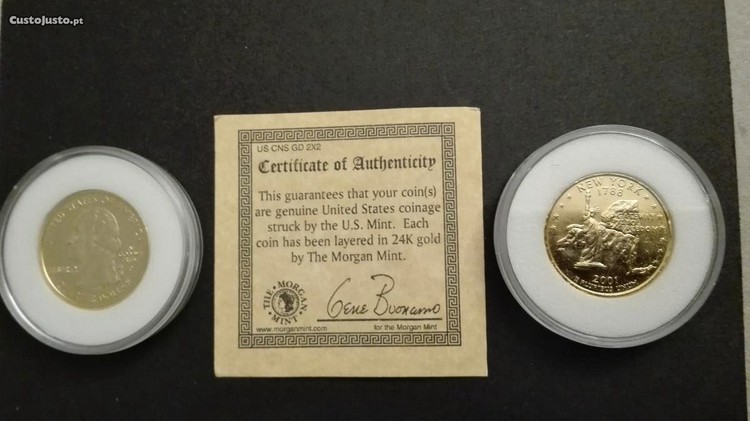 CustoJusto.pt
US CNS GD 2X2
Certificate of Authenticity
This guarantees that your coin(s)
are genuine United States coinage
struck by the U.S. Mint. Each
coin has been layered in 24K gold
by The Morgan Mint.
THE · MORGAN
MINT ·
Gene Buonamo
www.morganmint.com
for the Morgan Mint
NEW YORK
1788
2001
E PLURIBUS UNUM